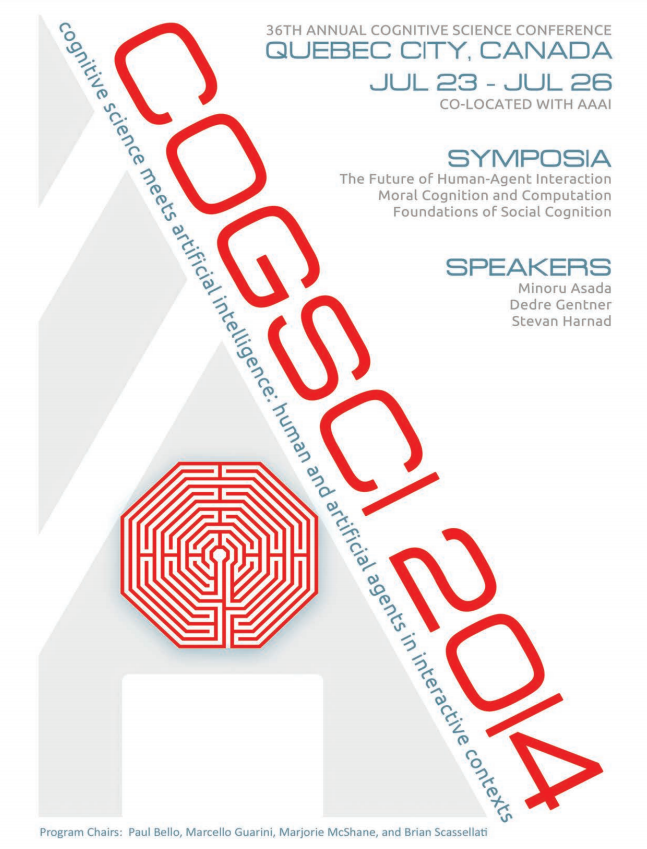 36TH ANNUAL COGNITIVE SCIENCE CONFERENCE
QUEBEC CITY, CANADA
JUL 23 - JUL 26
CO-LOCATED WITH AAAI
SYMPOSIA
The Future of Human-Agent Interaction
Moral Cognition and Computation
Foundations of Social Cognition
SPEAKERS
Minoru Asada
Dedre Gentner
Stevan Harnad
COGSCI 2014
cognitive science meets artificial intelligence: human and artificial agents in interactive contexts
Program Chairs: Paul Bello, Marcello Guarini, Marjorie McShane, and Brian Scassellati